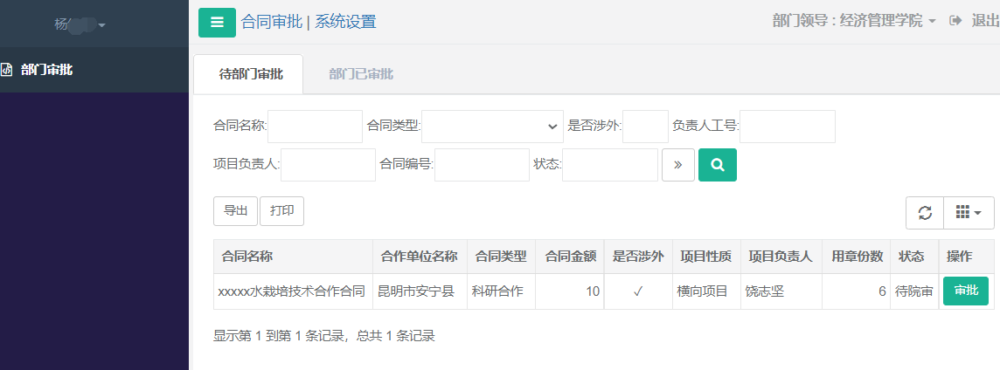 杨
合同审批 | 系统设置
部门领导 : 经济管理学院
退出
部门审批
待部门审批
部门已审批
合同名称:
合同类型:
是否涉外:
负责人工号:
项目负责人:
合同编号:
状态:
»
导出
打印
合同名称 合作单位名称 合同类型 合同金额 是否涉外 项目性质 项目负责人 用章份数 状态 操作
xxxxx水栽培技术合作合同 昆明市安宁县 科研合作 10 ✓ 横向项目 饶志坚 6 待院审 审批
显示第 1 到第 1 条记录，总共 1 条记录